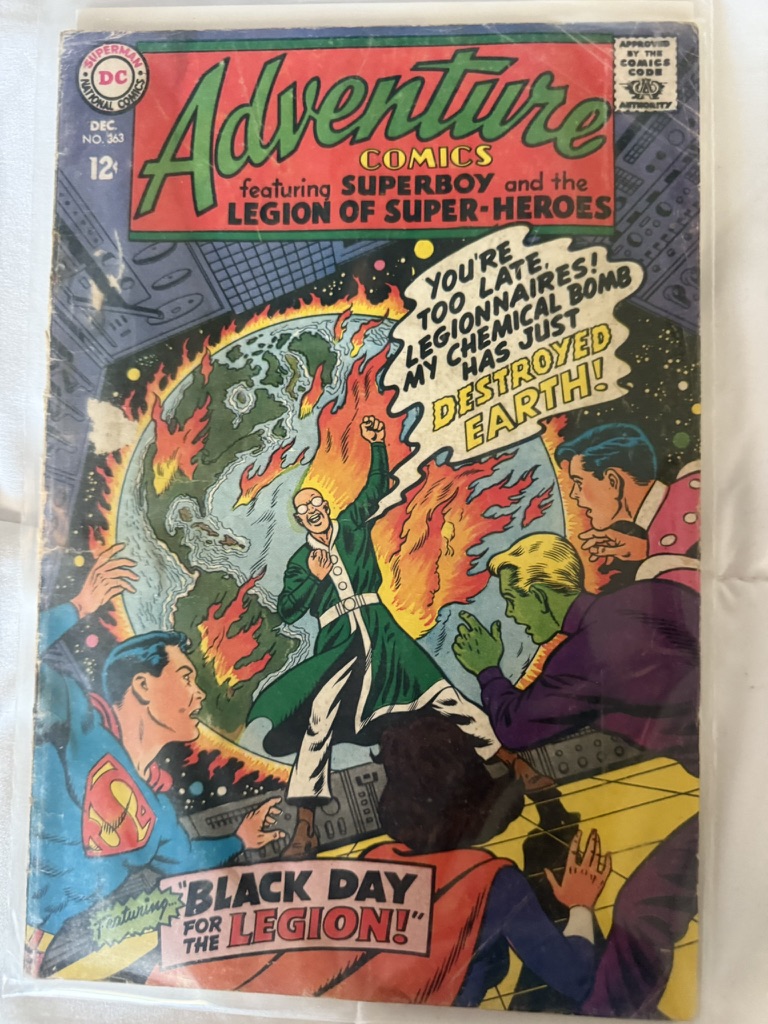 SUPERMAN
DC
NATIONAL COMICS
DEC.
NO. 363
12¢
Adventure
COMICS
featuring SUPERBOY and the
LEGION OF SUPER-HEROES
APPROVED
BY THE
COMICS
CODE
CA
AUTHORITY
YOU'RE
TOO LATE,
LEGIONNAIRES!
MY CHEMICAL BOMB
HAS JUST
DESTROYED
EARTH!
S
Featuring...
"BLACK DAY
FOR THE LEGION!"